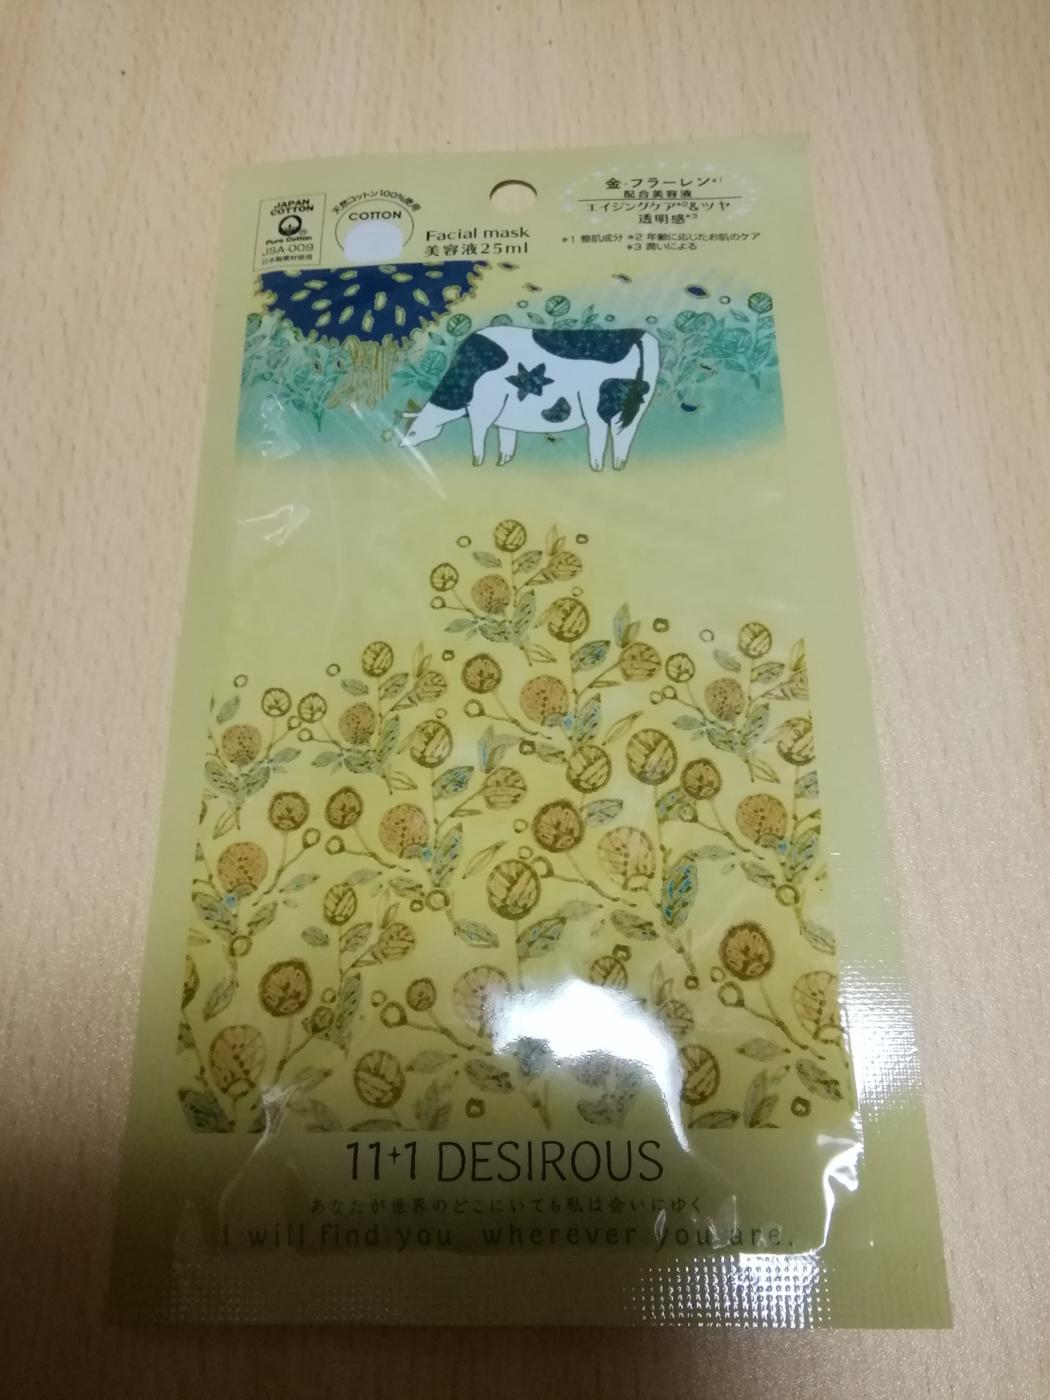 JAPAN
COTTON
Pure Cotton
JSA-009
日本製素材使用
天然コットン100%使用
COTTON
Facial mask
美容液25ml
金・フラーレン*1
配合美容液
エイジングケア*2&ツヤ
透明感*3
*1 整肌成分 *2 年齢に応じたお肌のケア
*3 潤いによる
11+1 DESIROUS
あなたが世界のどこにいても私は会いにゆく
I will find you wherever you are.